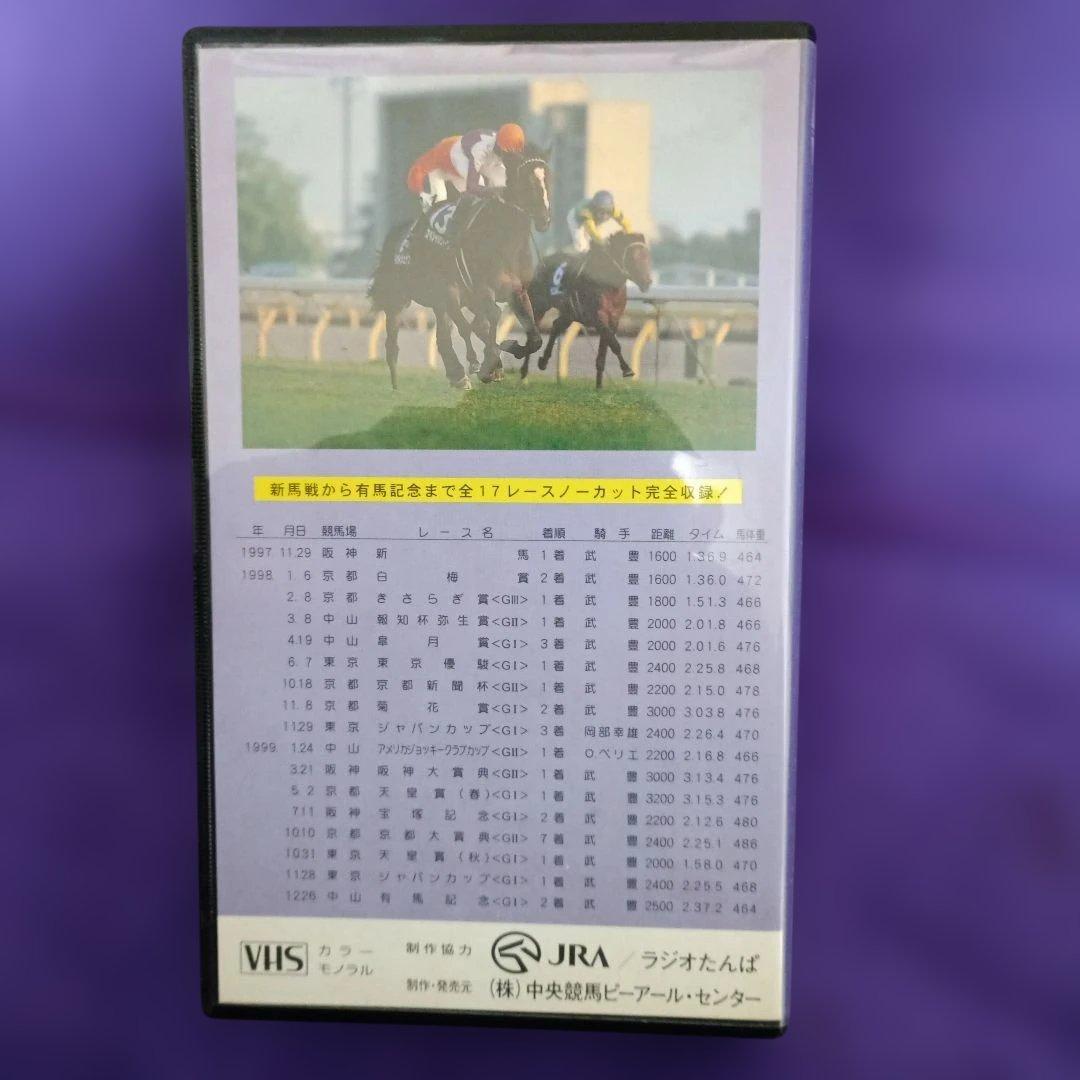 13
新馬戦から有馬記念まで全17レースノーカット完全収録!
年 月日 競馬場 レース名 着順 騎手 距離 タイム 馬体重
1997. 11.29 阪神 新馬 1着 武豊 1600 1.36.9 464
1998. 1. 6 京都 白梅賞 2着 武豊 1600 1.36.0 472
2. 8 京都 きさらぎ賞<GIII> 1着 武豊 1800 1.51.3 466
3. 8 中山 報知杯弥生賞<GII> 1着 武豊 2000 2.01.8 466
4.19 中山 皐月賞<GI> 3着 武豊 2000 2.01.6 476
6. 7 東京 東京優駿<GI> 1着 武豊 2400 2.25.8 468
10.18 京都 京都新聞杯<GII> 1着 武豊 2200 2.15.0 478
11. 8 京都 菊花賞<GI> 2着 武豊 3000 3.03.8 476
11.29 東京 ジャパンカップ<GI> 3着 岡部幸雄 2400 2.26.4 470
1999. 1.24 中山 アメリカジョッキークラブカップ<GII> 1着 O.ペリエ 2200 2.16.8 466
3.21 阪神 阪神大賞典<GII> 1着 武豊 3000 3.13.4 476
5. 2 京都 天皇賞(春)<GI> 1着 武豊 3200 3.15.3 476
7.11 阪神 宝塚記念<GI> 2着 武豊 2200 2.12.6 480
10.10 京都 京都大賞典<GII> 7着 武豊 2400 2.25.1 486
10.31 東京 天皇賞(秋)<GI> 1着 武豊 2000 1.58.0 470
11.28 東京 ジャパンカップ<GI> 1着 武豊 2400 2.25.5 468
12.26 中山 有馬記念<GI> 2着 武豊 2500 2.37.2 464
VHS カラー モノラル
制作協力 JRA/ラジオたんぱ
制作・発売元 (株)中央競馬ピーアール・センター